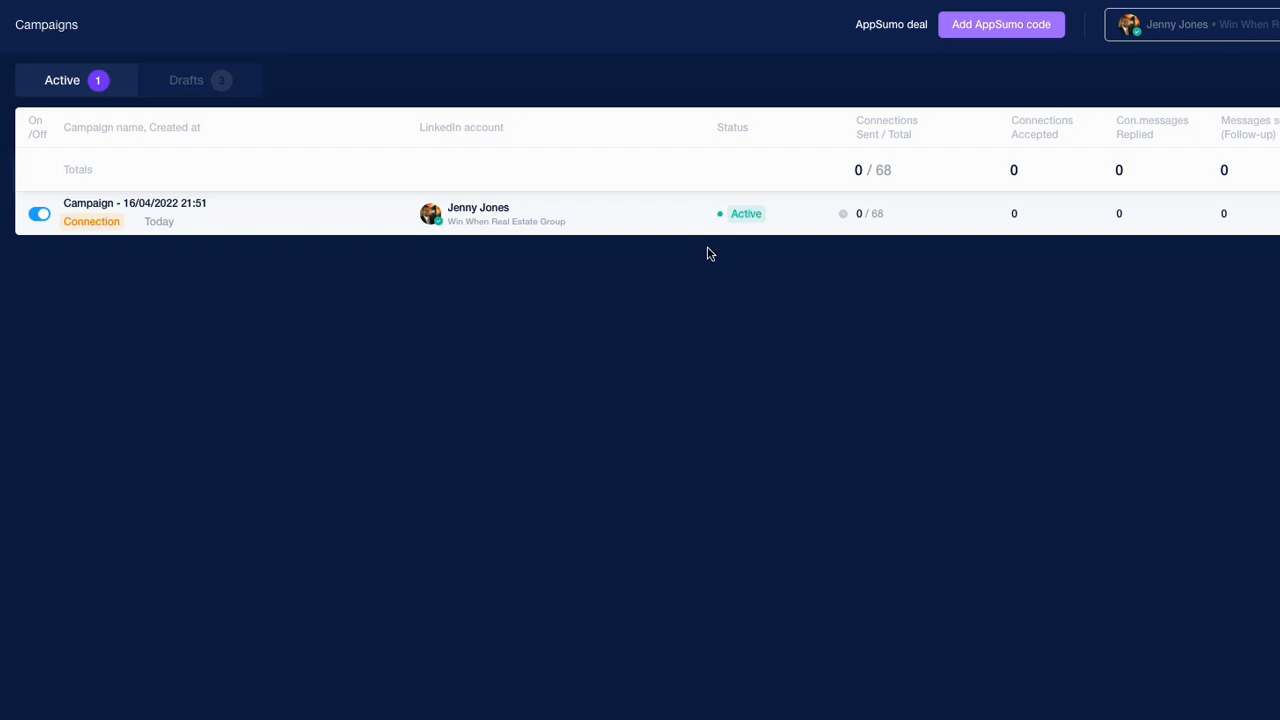 Campaigns
AppSumo deal
Add AppSumo code
Jenny Jones • Win When R
Active 1
Drafts 3
On
/Off
Campaign name, Created at
LinkedIn account
Status
Connections
Sent / Total
Connections
Accepted
Con.messages
Replied
Messages s
(Follow-up)
Totals
0 / 68
0
0
0
Campaign - 16/04/2022 21:51
Connection
Today
Jenny Jones
Win When Real Estate Group
Active
0 / 68
0
0
0